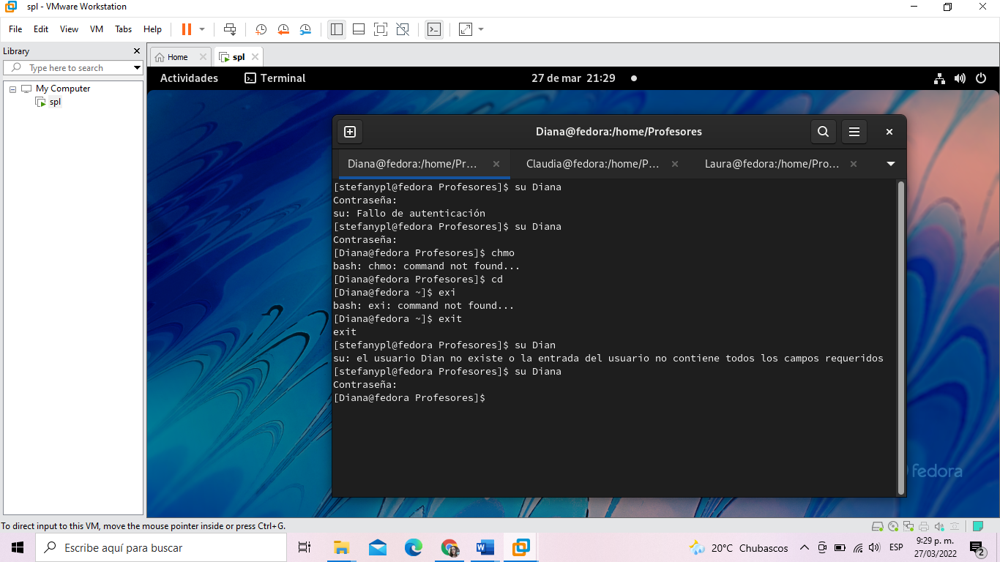 spl - VMware Workstation
File Edit View VM Tabs Help
Library
Type here to search
My Computer
spl
Home
spl
Actividades
Terminal
27 de mar 21:29
Diana@fedora:/home/Profesores
Diana@fedora:/home/Pr...
Claudia@fedora:/home/P...
Laura@fedora:/home/Pro...
[stefanypl@fedora Profesores]$ su Diana
Contraseña:
su: Fallo de autenticación
[stefanypl@fedora Profesores]$ su Diana
Contraseña:
[Diana@fedora Profesores]$ chmo
bash: chmo: command not found...
[Diana@fedora Profesores]$ cd
[Diana@fedora ~]$ exi
bash: exi: command not found...
[Diana@fedora ~]$ exit
exit
[stefanypl@fedora Profesores]$ su Dian
su: el usuario Dian no existe o la entrada del usuario no contiene todos los campos requeridos
[stefanypl@fedora Profesores]$ su Diana
Contraseña:
[Diana@fedora Profesores]$
fedora
To direct input to this VM, move the mouse pointer inside or press Ctrl+G.
Escribe aquí para buscar
20°C Chubascos
ESP
9:29 p. m.
27/03/2022
2